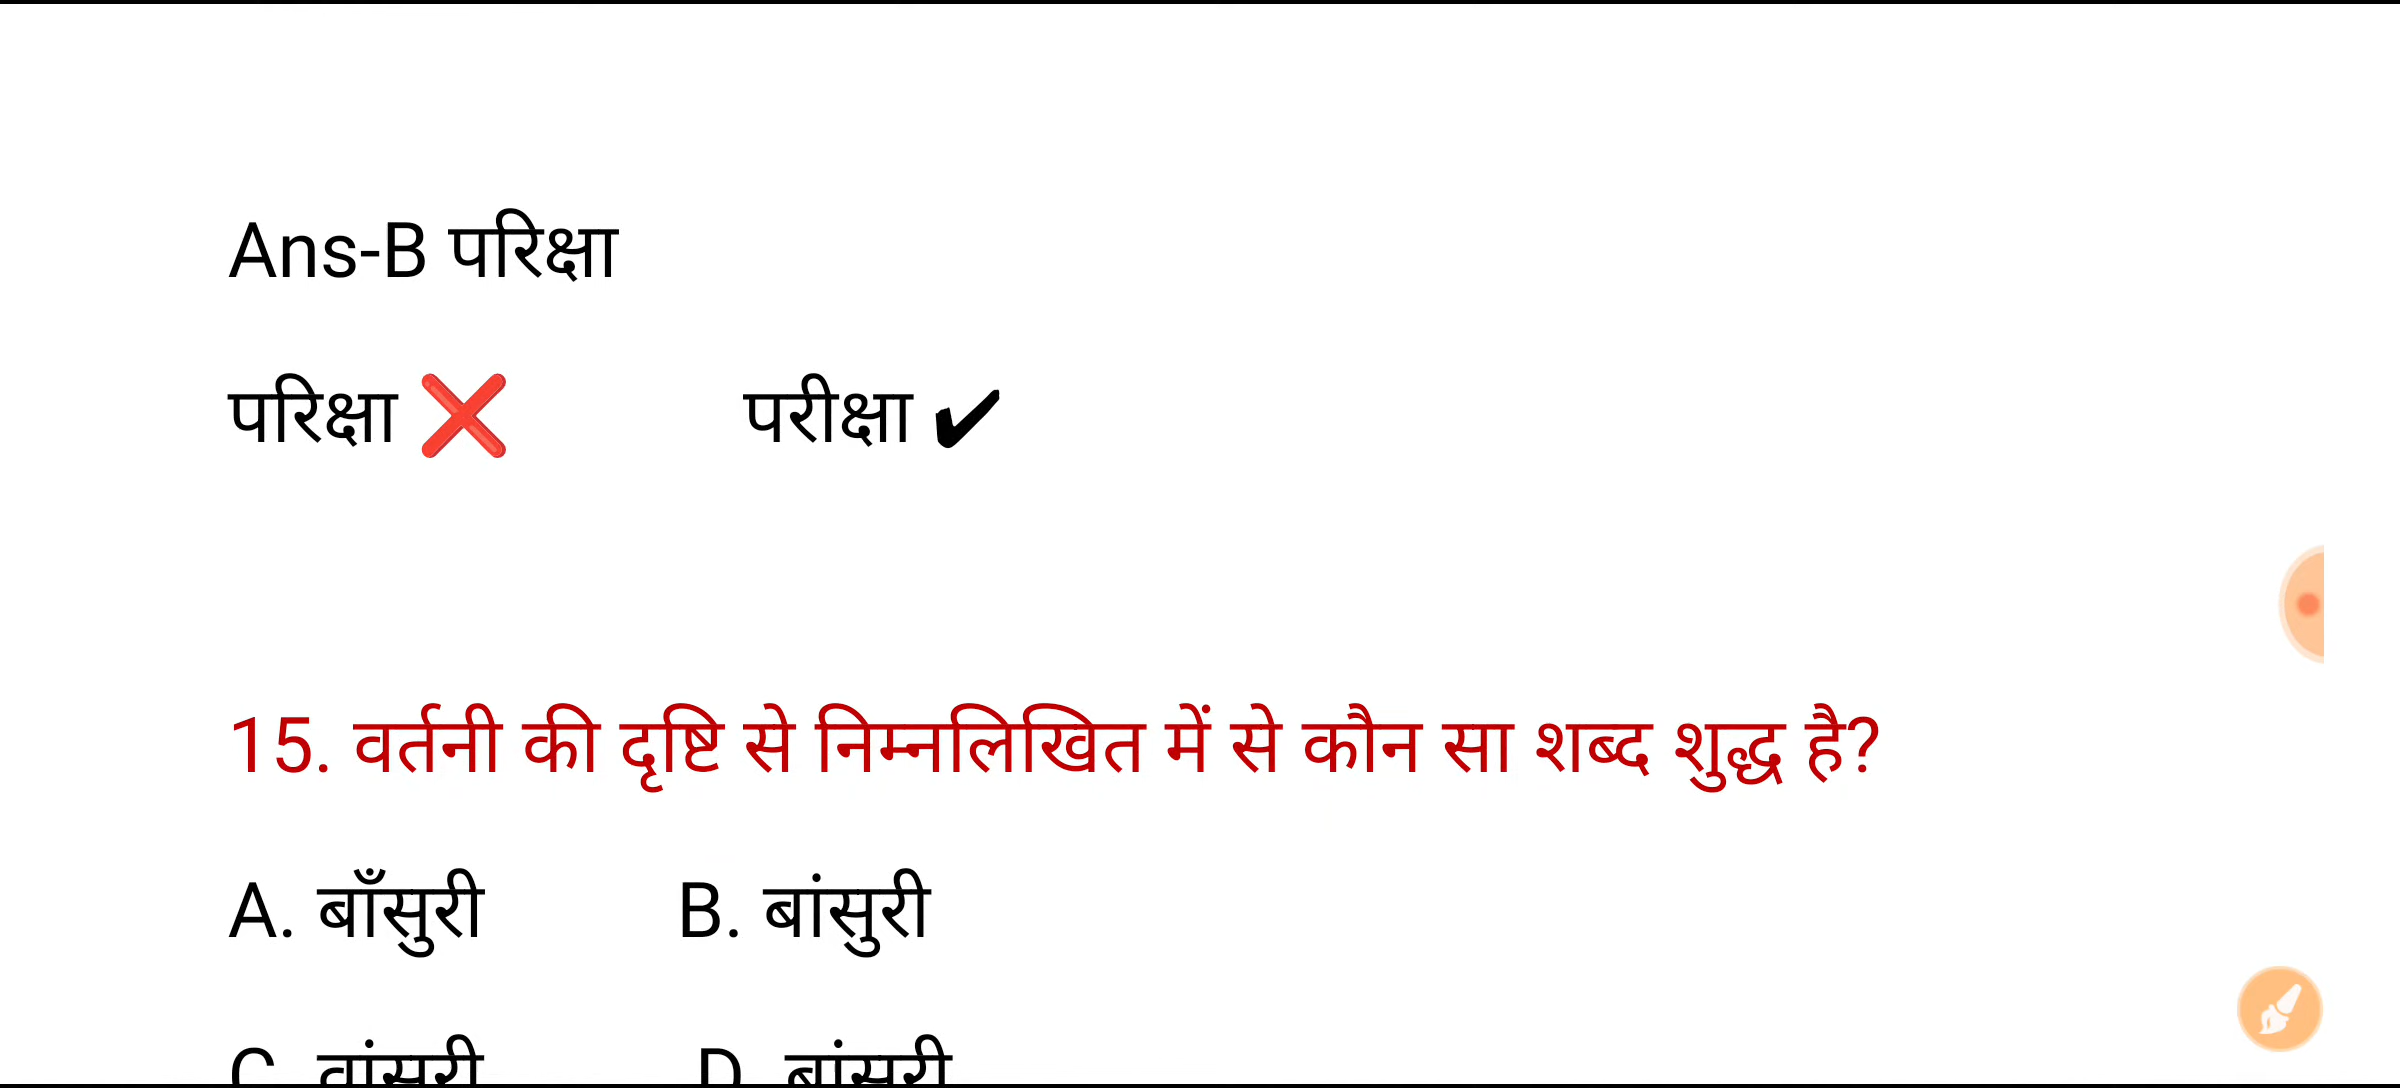 Ans-B परिक्षा
परिक्षा ❌ परीक्षा ✔
15. वर्तनी की दृष्टि से निम्नलिखित में से कौन सा शब्द शुद्ध है?
A. बाँसुरी B. बांसुरी